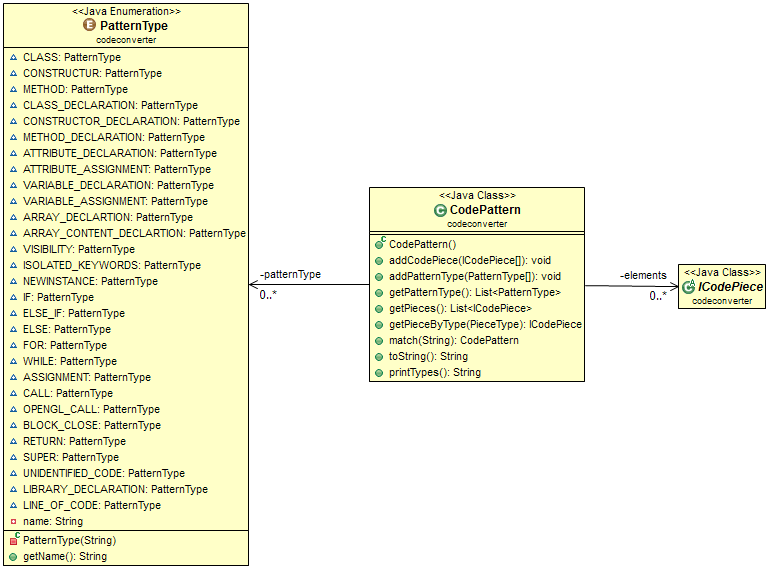 <<Java Enumeration>>
PatternType
codeconverter
CLASS: PatternType
CONSTRUCTUR: PatternType
METHOD: PatternType
CLASS_DECLARATION: PatternType
CONSTRUCTOR_DECLARATION: PatternType
METHOD_DECLARATION: PatternType
ATTRIBUTE_DECLARATION: PatternType
ATTRIBUTE_ASSIGNMENT: PatternType
VARIABLE_DECLARATION: PatternType
VARIABLE_ASSIGNMENT: PatternType
ARRAY_DECLARTION: PatternType
ARRAY_CONTENT_DECLARTION: PatternType
VISIBILITY: PatternType
ISOLATED_KEYWORDS: PatternType
NEWINSTANCE: PatternType
IF: PatternType
ELSE_IF: PatternType
ELSE: PatternType
FOR: PatternType
WHILE: PatternType
ASSIGNMENT: PatternType
CALL: PatternType
OPENGL_CALL: PatternType
BLOCK_CLOSE: PatternType
RETURN: PatternType
SUPER: PatternType
UNIDENTIFIED_CODE: PatternType
LIBRARY_DECLARATION: PatternType
LINE_OF_CODE: PatternType
name: String
PatternType(String)
getName(): String
-patternType
0..*
<<Java Class>>
CodePattern
codeconverter
CodePattern()
addCodePiece(ICodePiece[]): void
addPatternType(PatternType[]): void
getPatternType(): List<PatternType>
getPieces(): List<ICodePiece>
getPieceByType(PieceType): ICodePiece
match(String): CodePattern
toString(): String
printTypes(): String
-elements
0..*
<<Java Class>>
ICodePiece
codeconverter